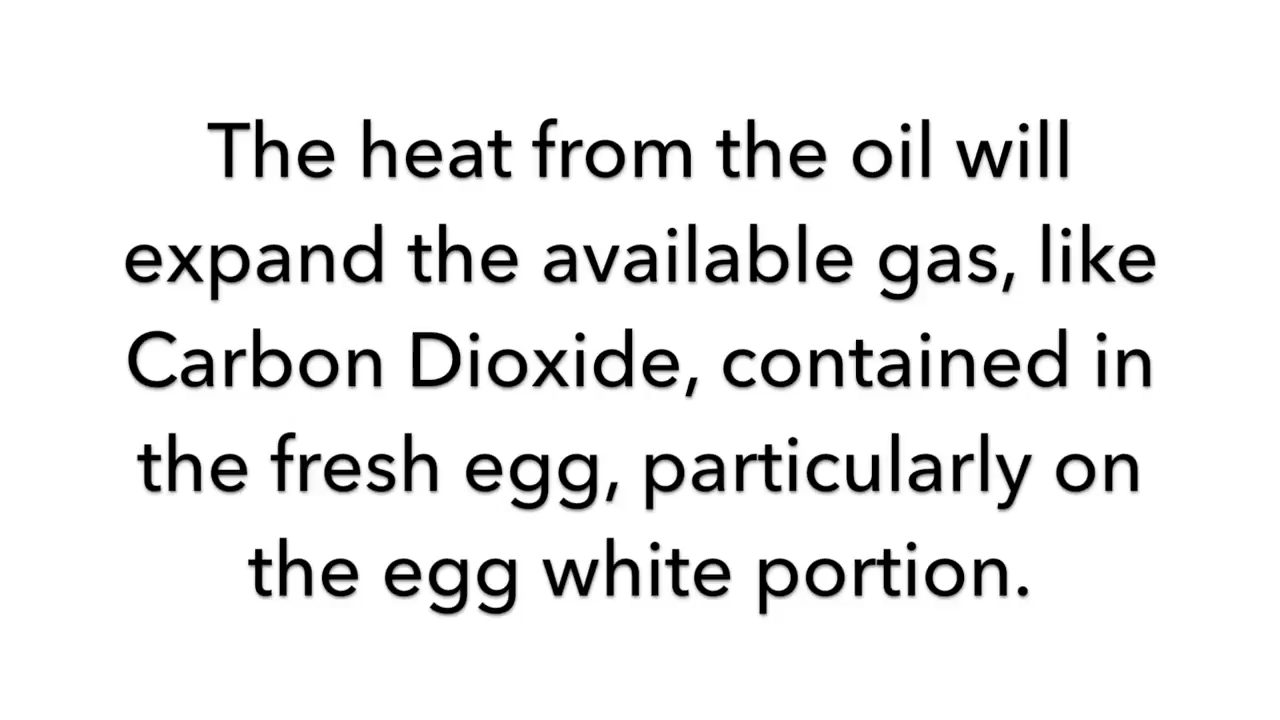 The heat from the oil will
expand the available gas, like
Carbon Dioxide, contained in
the fresh egg, particularly on
the egg white portion.